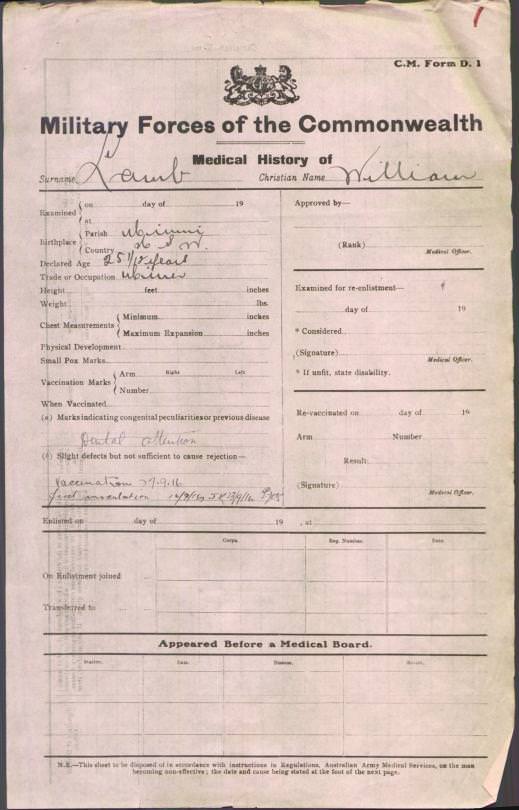 C.M. Form D. 1
Military Forces of the Commonwealth
Medical History of
Surname Lamb Christian Name William
Examined on day of 19
at
Birthplace Parish Minmi
Country N S W.
Declared Age 25 years
Trade or Occupation Miner
Height feet inches
Weight lbs.
Chest Measurements Minimum inches
Maximum Expansion inches
Physical Development
Small Pox Marks
Vaccination Marks Arm Right Left
Number
When Vaccinated
(a) Marks indicating congenital peculiarities or previous disease
Dental attention
(b) Slight defects but not sufficient to cause rejection—
Vaccination 27.9.16
first inoculation
Approved by—
(Rank)
Medical Officer.
Examined for re-enlistment—
day of 19
* Considered
(Signature)
Medical Officer.
* If unfit, state disability.
Re-vaccinated on day of 19
Arm Number
Result:
(Signature)
Medical Officer.
Enlisted on day of 19 , at
Corps. Reg. Number. Date.
On Enlistment joined
Transferred to
Appeared Before a Medical Board.
Station. Date. Disease. Result.
N.B.—This sheet to be disposed of in accordance with instructions in Regulations, Australian Army Medical Services, on the man
becoming non-effective; the date and cause being stated at the foot of the next page.